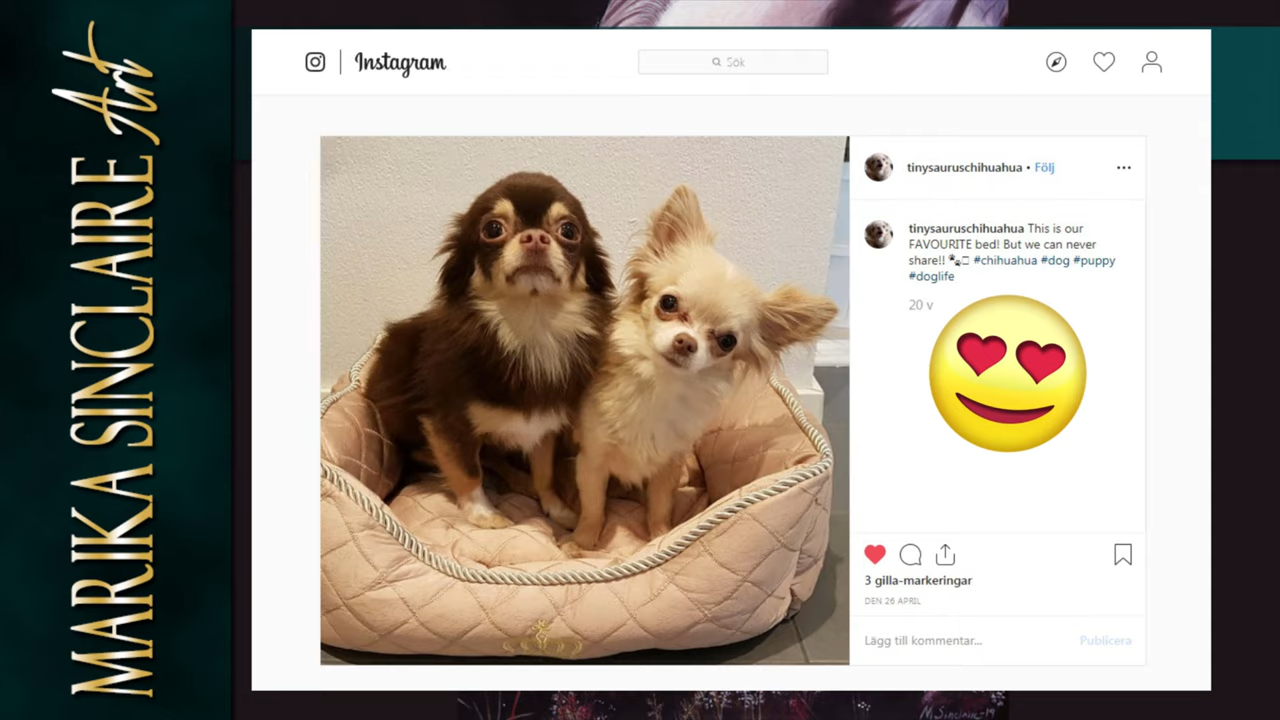 MARIKA SINCLAIRE Art
Instagram
Sök
tinysauruschihuahua • Följ
tinysauruschihuahua This is our
FAVOURITE bed! But we can never
share!! #chihuahua #dog #puppy
#doglife
20 v
3 gilla-markeringar
DEN 26 APRIL
Lägg till kommentar...
Publicera